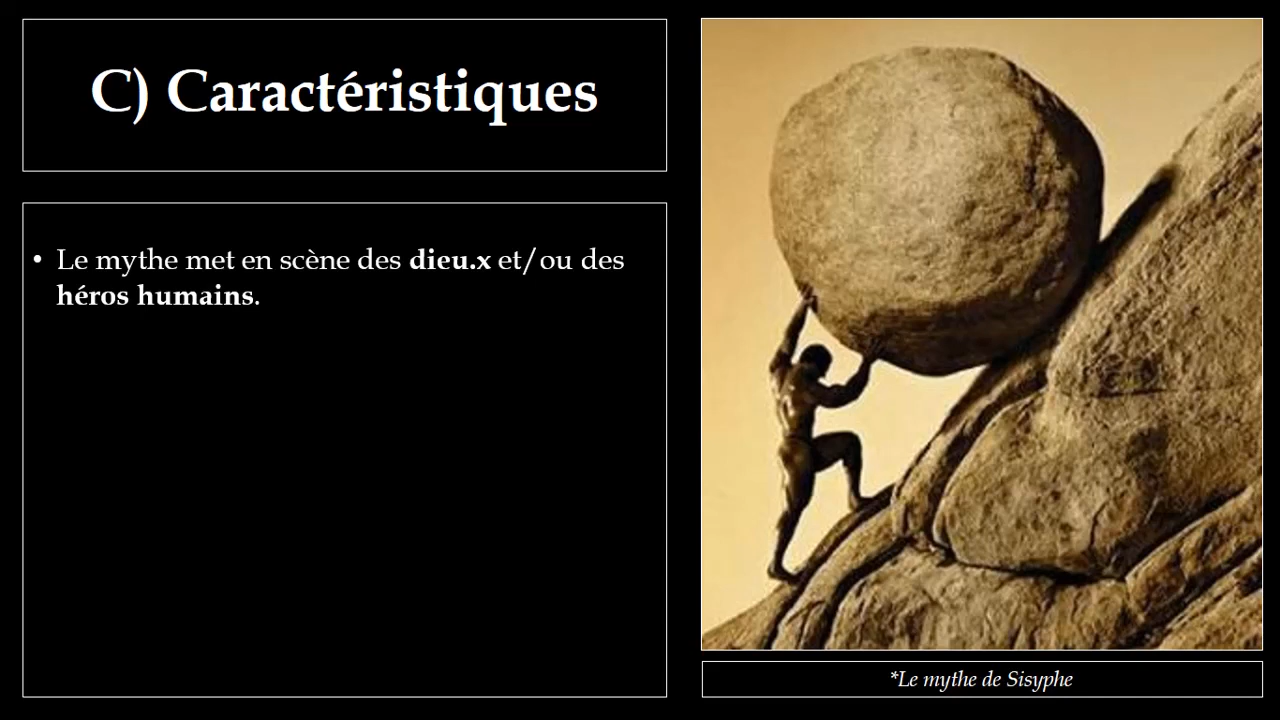 C) Caractéristiques
• Le mythe met en scène des dieu.x et/ou des
héros humains.
*Le mythe de Sisyphe